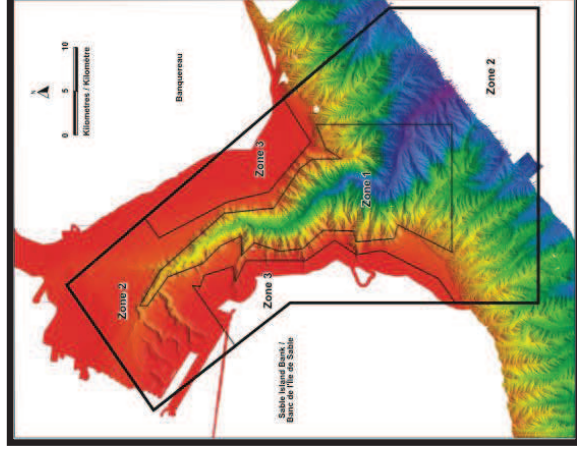 N
0 5 10
Kilometres / Kilomètre
Banquereau
Zone 3
Zone 2
Zone 3
Zone 1
Zone 2
Sable Island Bank /
Banc de l'Île de Sable